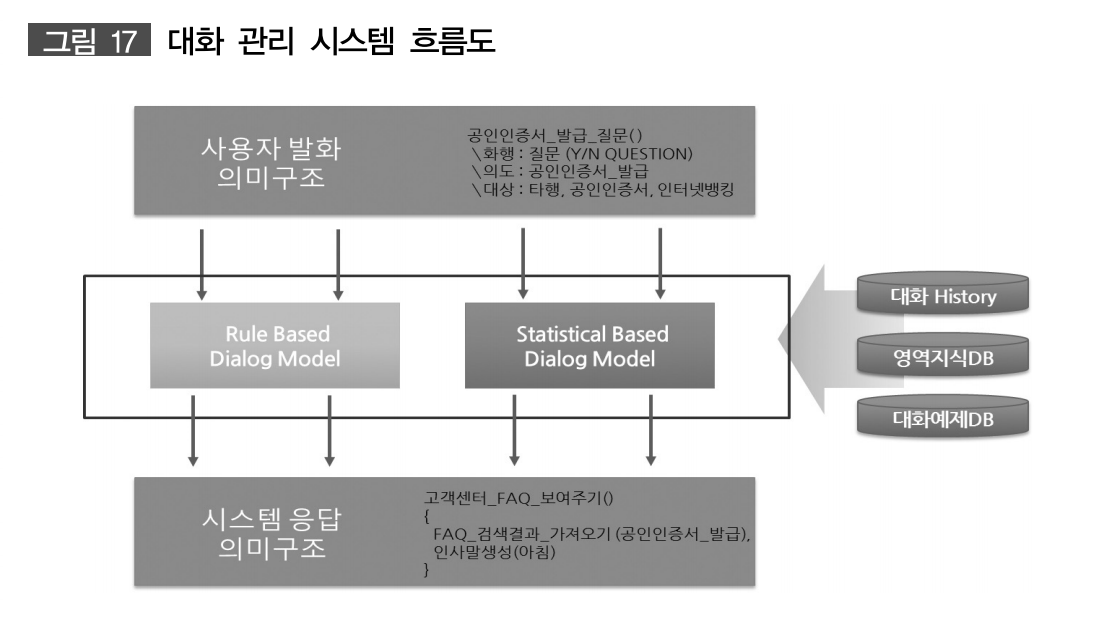 그림 17 대화 관리 시스템 흐름도
사용자 발화
의미구조
공인인증서_발급_질문()
\화행 : 질문 (Y/N QUESTION)
\의도 : 공인인증서_발급
\대상 : 타행, 공인인증서, 인터넷뱅킹
Rule Based
Dialog Model
Statistical Based
Dialog Model
대화 History
영역지식DB
대화예제DB
시스템 응답
의미구조
고객센터_FAQ_보여주기()
{
FAQ_검색결과_가져오기 (공인인증서_발급),
인사말생성(아침)
}